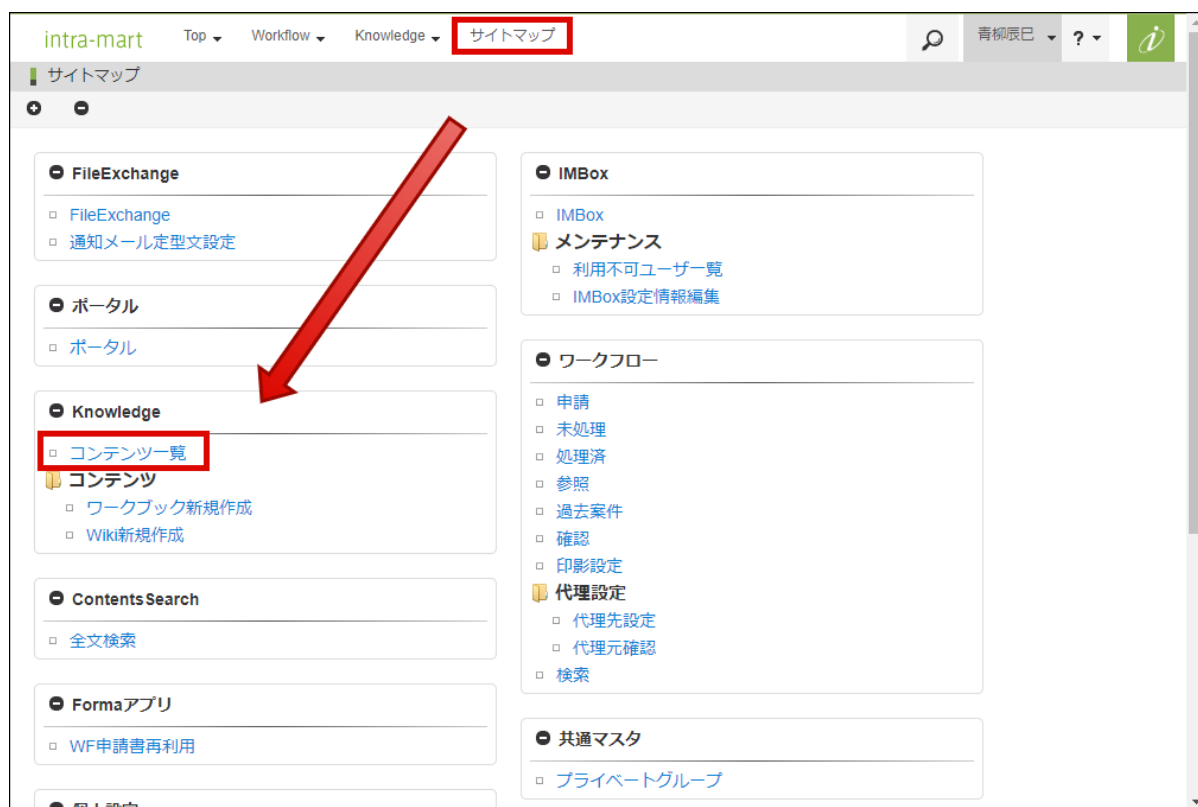 intra-mart Top Workflow Knowledge サイトマップ 青柳辰巳 ?
サイトマップ
FileExchange
FileExchange
通知メール定型文設定
ポータル
ポータル
Knowledge
コンテンツ一覧
コンテンツ
ワークブック新規作成
Wiki新規作成
ContentsSearch
全文検索
Formaアプリ
WF申請書再利用
IMBox
IMBox
メンテナンス
利用不可ユーザ一覧
IMBox設定情報編集
ワークフロー
申請
未処理
処理済
参照
過去案件
確認
印影設定
代理設定
代理先設定
代理元確認
検索
共通マスタ
プライベートグループ